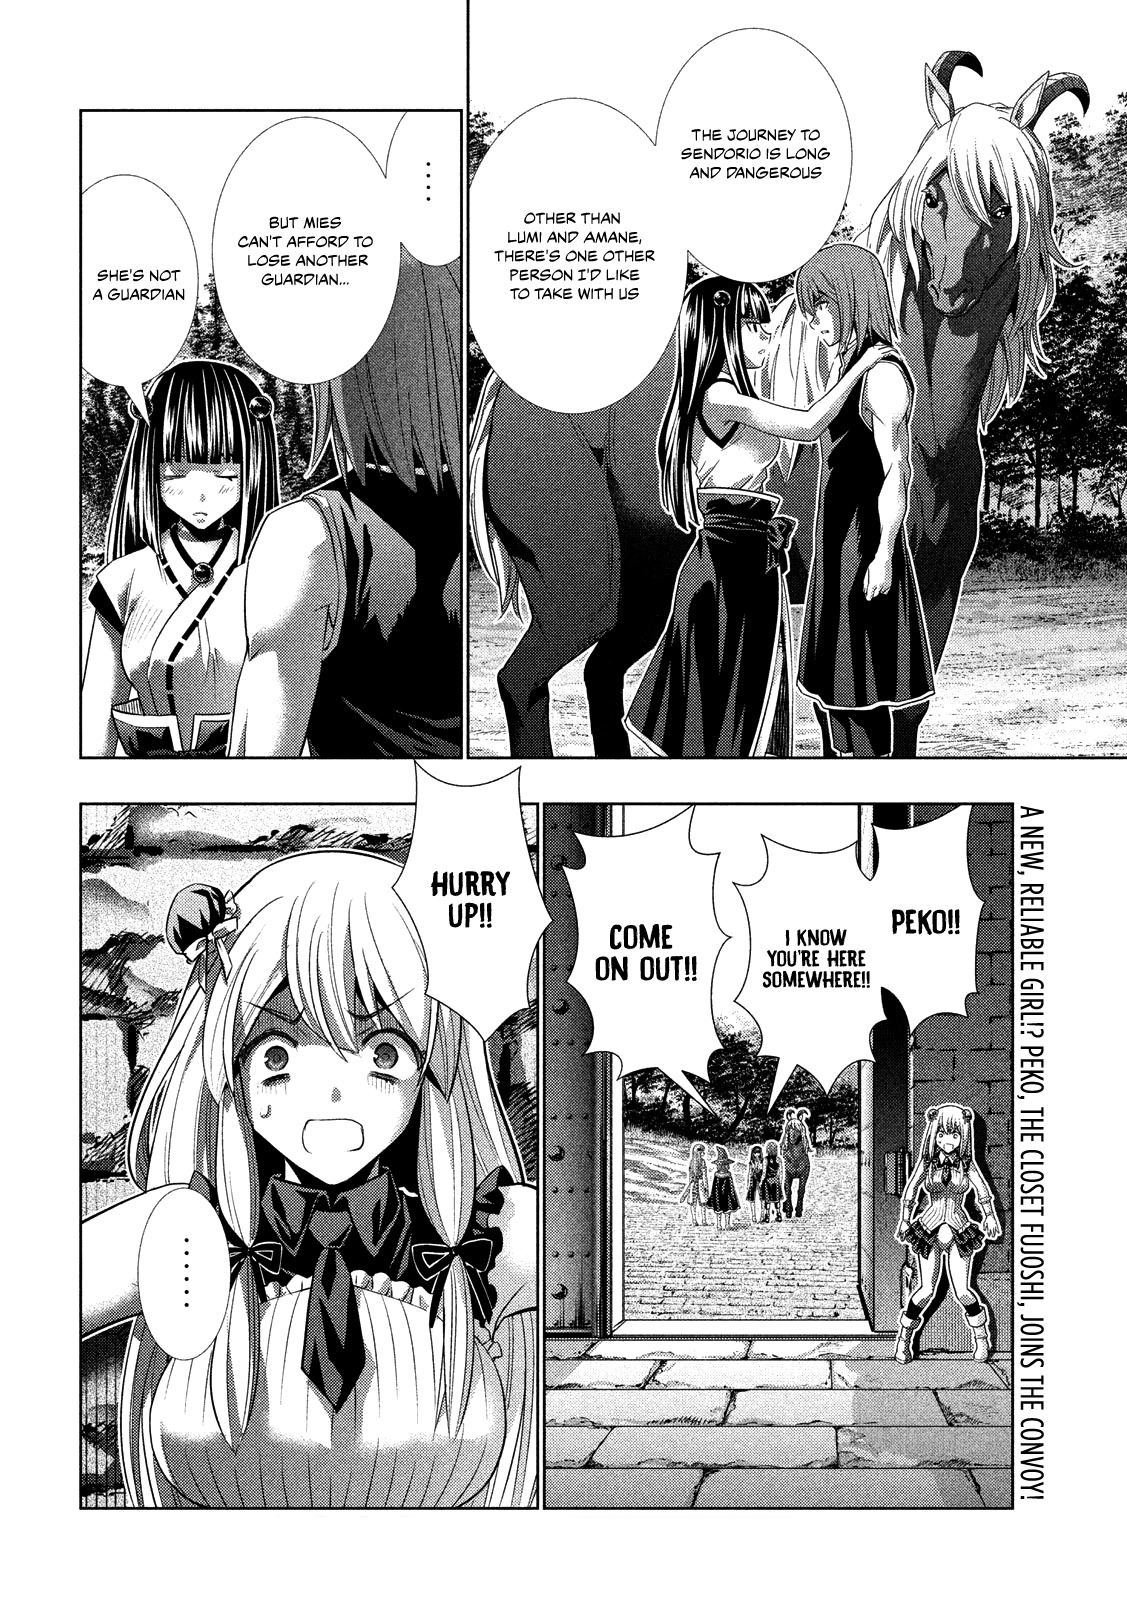 THE JOURNEY TO
SENDORIO IS LONG
AND DANGEROUS
OTHER THAN
LUMI AND AMANE,
THERE'S ONE OTHER
PERSON I'D LIKE
TO TAKE WITH US
....
BUT MIES
CAN'T AFFORD TO
LOSE ANOTHER
GUARDIAN...
SHE'S NOT
A GUARDIAN
PEKO!!
I KNOW
YOU'RE HERE
SOMEWHERE!!
COME
ON OUT!!
HURRY
UP!!
......
A NEW, RELIABLE GIRL!? PEKO, THE CLOSET FUJOSHI, JOINS THE CONVOY!